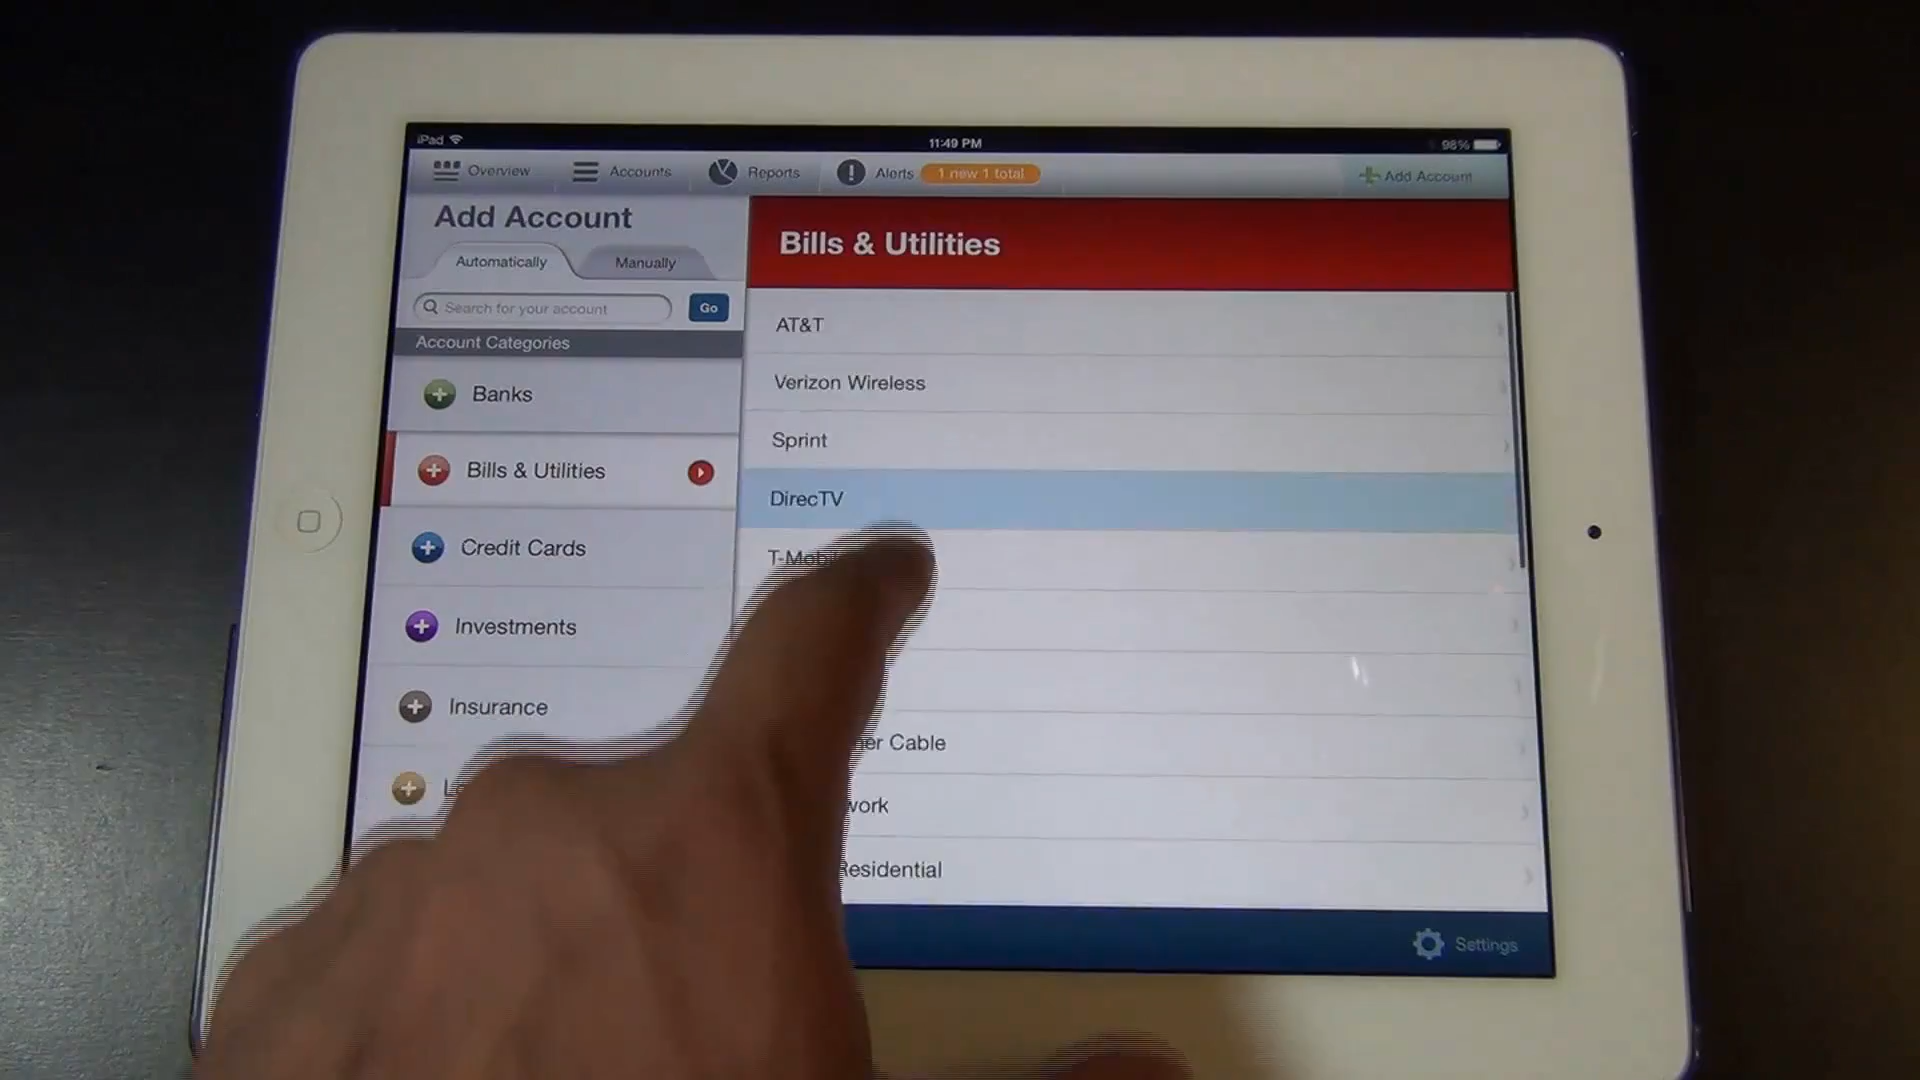 iPad
11:49 PM
98%
Overview
Accounts
Reports
Alerts
1 new 1 total
Add Account
Add Account
Automatically
Manually
Search for your account
Go
Account Categories
Banks
Bills & Utilities
Credit Cards
Investments
Insurance
Bills & Utilities
AT&T
Verizon Wireless
Sprint
DirecTV
T-Mobile
Cable
Residential
Settings